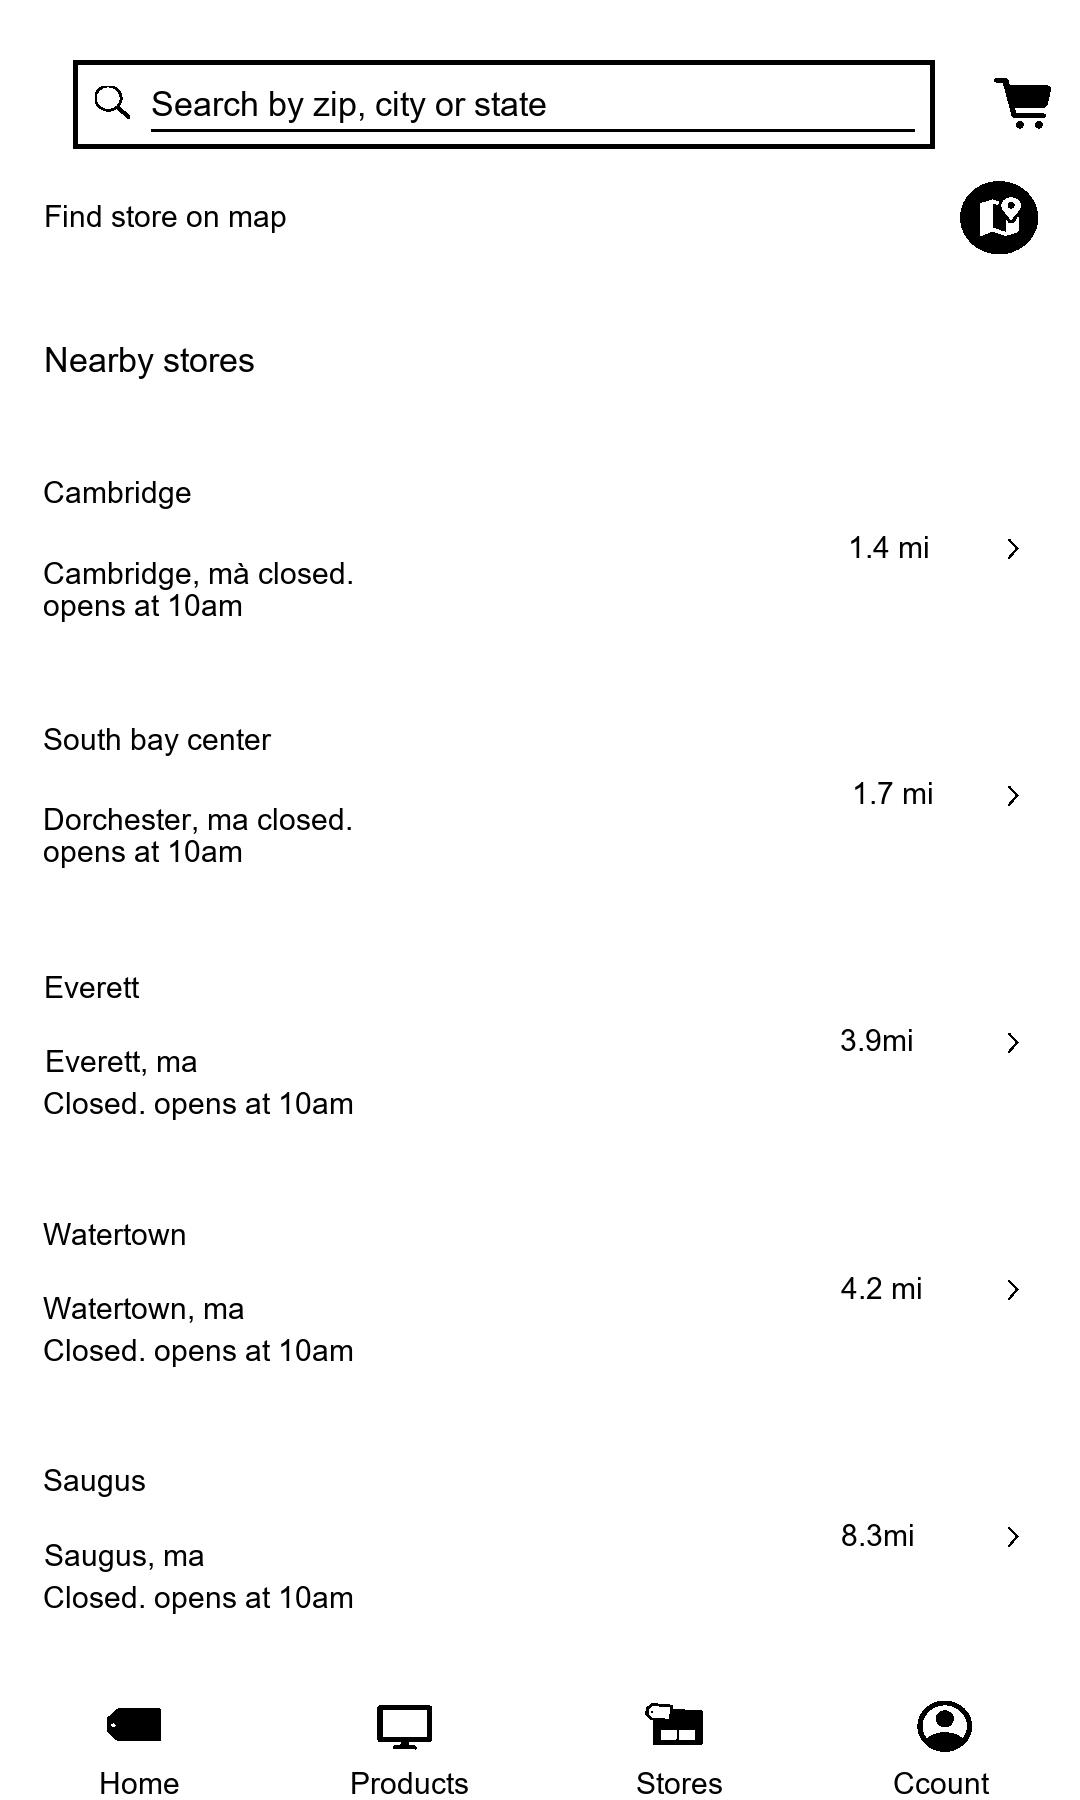 Search by zip, city or state
Find store on map
Nearby stores
Cambridge
1.4 mi
Cambridge, mà closed.
opens at 10am
South bay center
1.7 mi
Dorchester, ma closed.
opens at 10am
Everett
3.9mi
Everett, ma
Closed. opens at 10am
Watertown
4.2 mi
Watertown, ma
Closed. opens at 10am
Saugus
8.3mi
Saugus, ma
Closed. opens at 10am
Home Products Stores Ccount